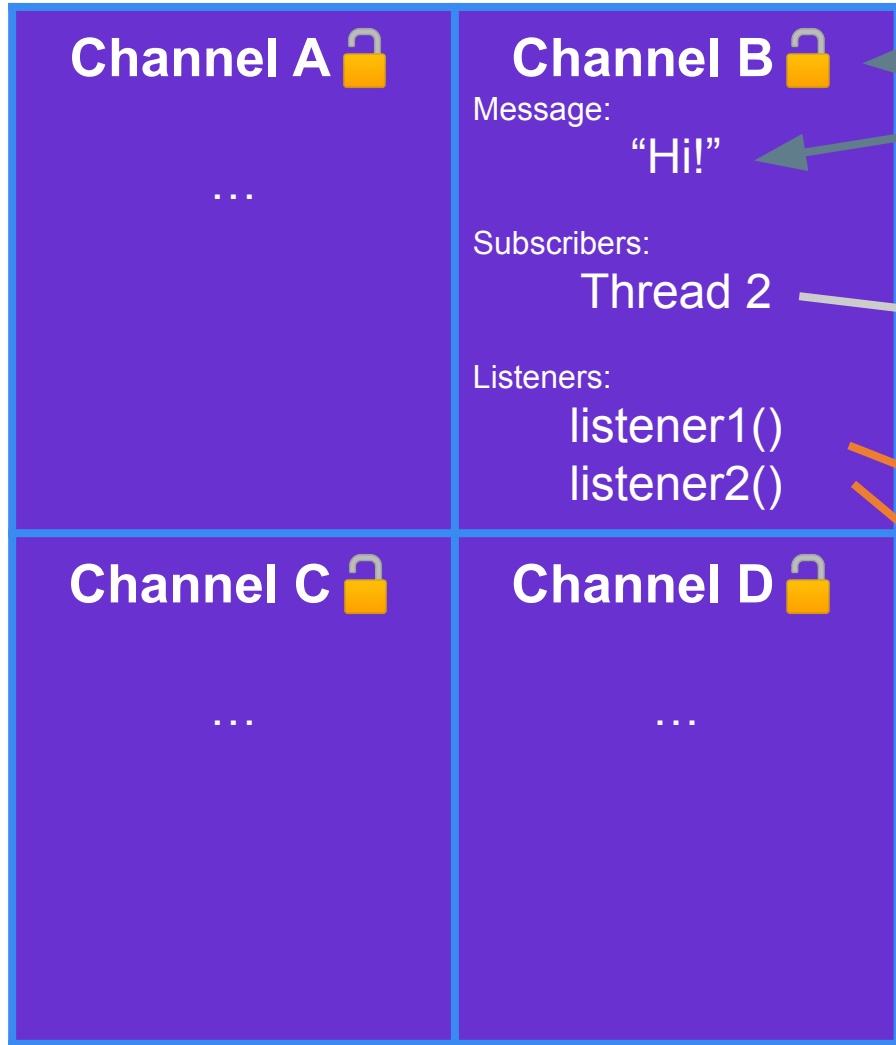 Channel A
…
Channel B
Message:
“Hi!”
Subscribers:
Thread 2
Listeners:
listener1()
listener2()
Channel C
…
Channel D
…